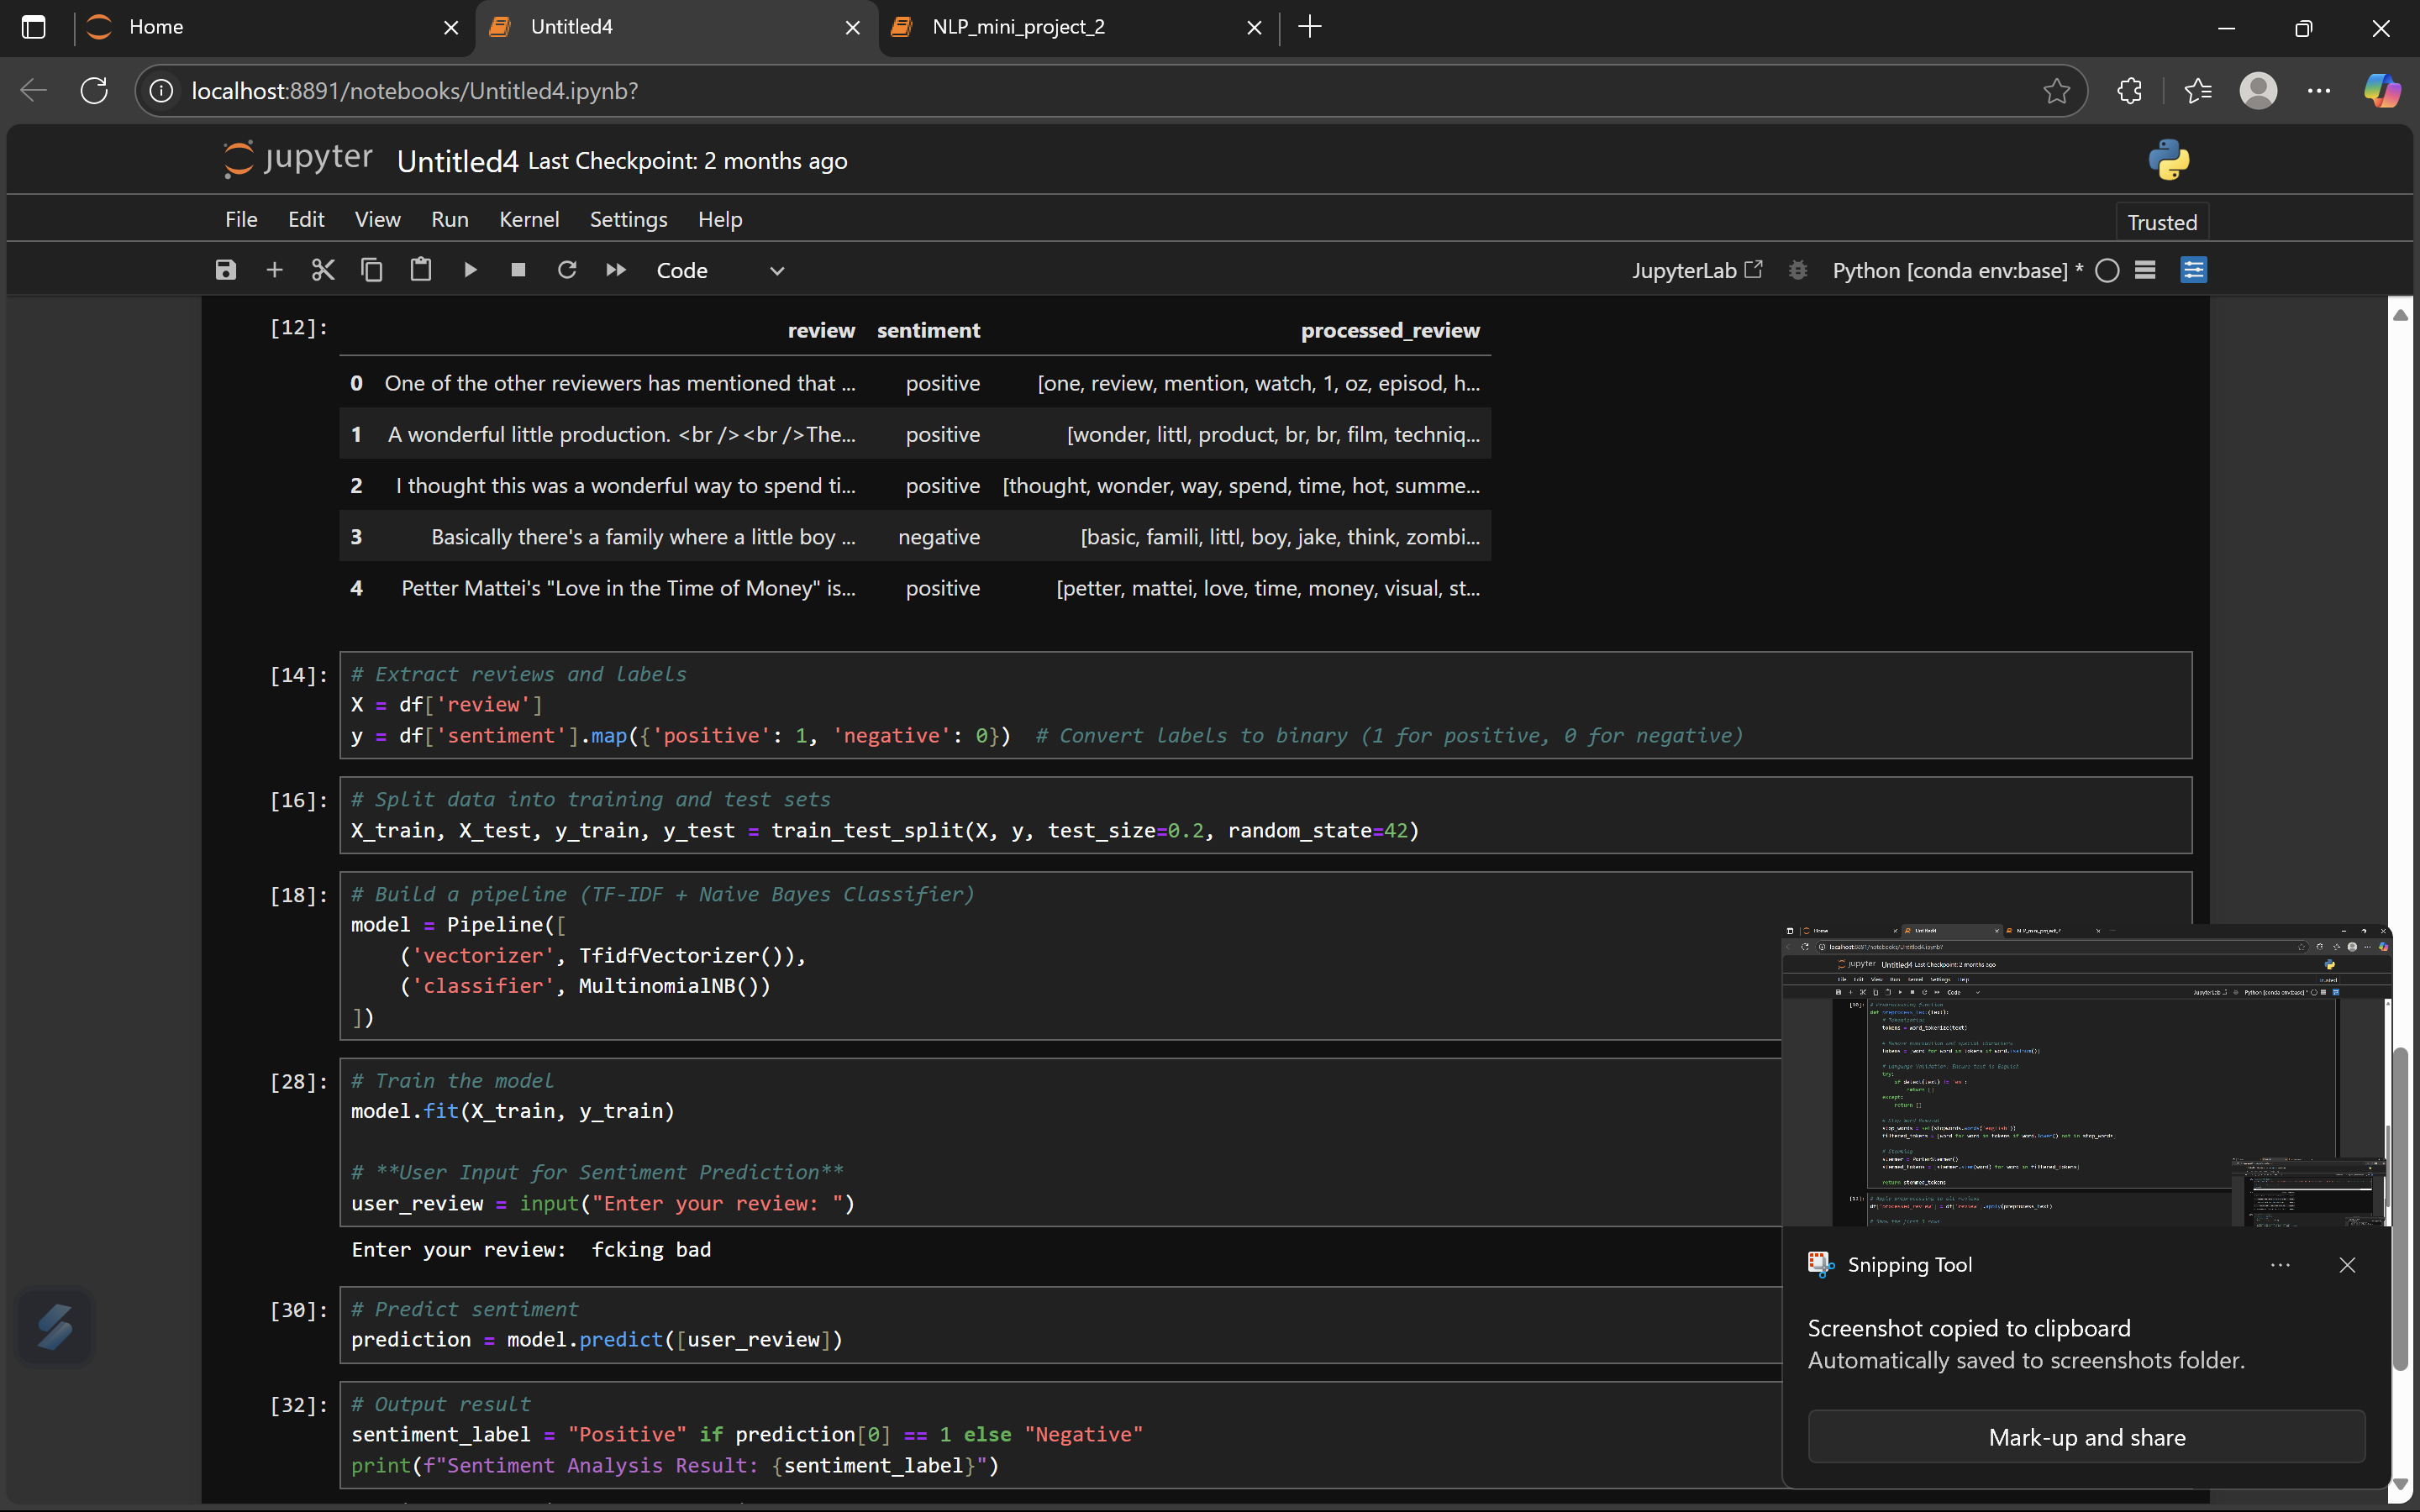 Home
Untitled4
NLP_mini_project_2
localhost:8891/notebooks/Untitled4.ipynb?
jupyter Untitled4 Last Checkpoint: 2 months ago
File Edit View Run Kernel Settings Help
Trusted
Code
JupyterLab
Python [conda env:base] *
[12]:
review sentiment processed_review
0 One of the other reviewers has mentioned that ... positive [one, review, mention, watch, 1, oz, episod, h...
1 A wonderful little production. <br /><br />The... positive [wonder, littl, product, br, br, film, techniq...
2 I thought this was a wonderful way to spend ti... positive [thought, wonder, way, spend, time, hot, summe...
3 Basically there's a family where a little boy ... negative [basic, famili, littl, boy, jake, think, zombi...
4 Petter Mattei's "Love in the Time of Money" is... positive [petter, mattei, love, time, money, visual, st...
[14]: # Extract reviews and labels
X = df['review']
y = df['sentiment'].map({'positive': 1, 'negative': 0}) # Convert labels to binary (1 for positive, 0 for negative)
[16]: # Split data into training and test sets
X_train, X_test, y_train, y_test = train_test_split(X, y, test_size=0.2, random_state=42)
[18]: # Build a pipeline (TF-IDF + Naive Bayes Classifier)
model = Pipeline([
('vectorizer', TfidfVectorizer()),
('classifier', MultinomialNB())
])
[28]: # Train the model
model.fit(X_train, y_train)
# **User Input for Sentiment Prediction**
user_review = input("Enter your review: ")
Enter your review: fcking bad
[30]: # Predict sentiment
prediction = model.predict([user_review])
[32]: # Output result
sentiment_label = "Positive" if prediction[0] == 1 else "Negative"
print(f"Sentiment Analysis Result: {sentiment_label}")
Snipping Tool
Screenshot copied to clipboard
Automatically saved to screenshots folder.
Mark-up and share